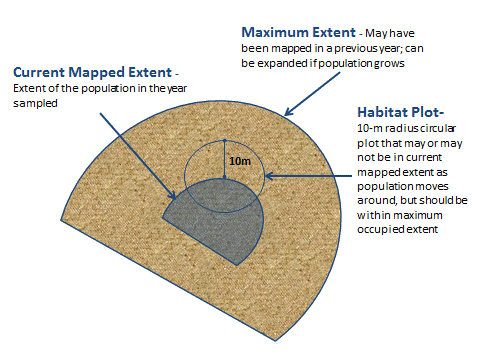 Maximum Extent - May have
been mapped in a previous year; can
be expanded if population grows
Current Mapped Extent -
Extent of the population in the year
sampled
Habitat Plot-
10-m radius circular
plot that may or may
not be in current
mapped extent as
population moves
around, but should be
within maximum
occupied extent
10m